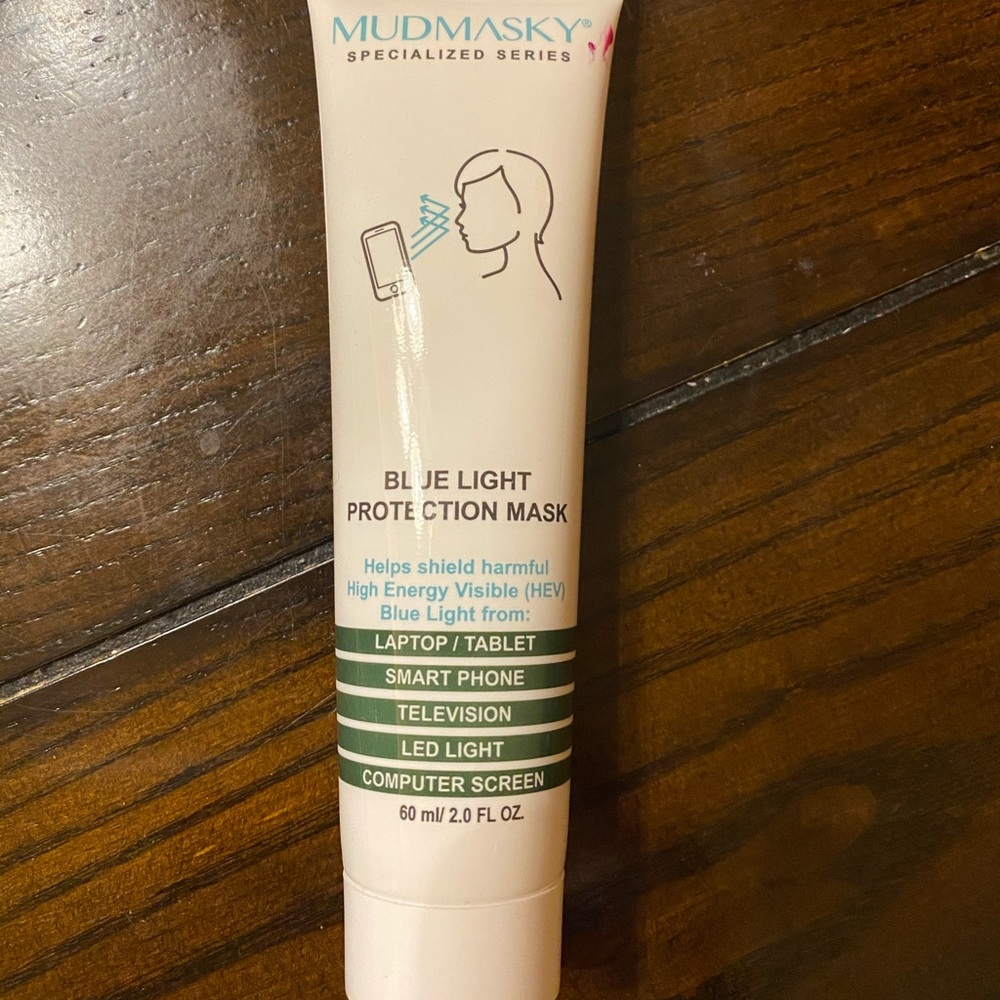 MUDMASKY®
SPECIALIZED SERIES
BLUE LIGHT
PROTECTION MASK
Helps shield harmful
High Energy Visible (HEV)
Blue Light from:
LAPTOP / TABLET
SMART PHONE
TELEVISION
LED LIGHT
COMPUTER SCREEN
60 ml/ 2.0 FL OZ.